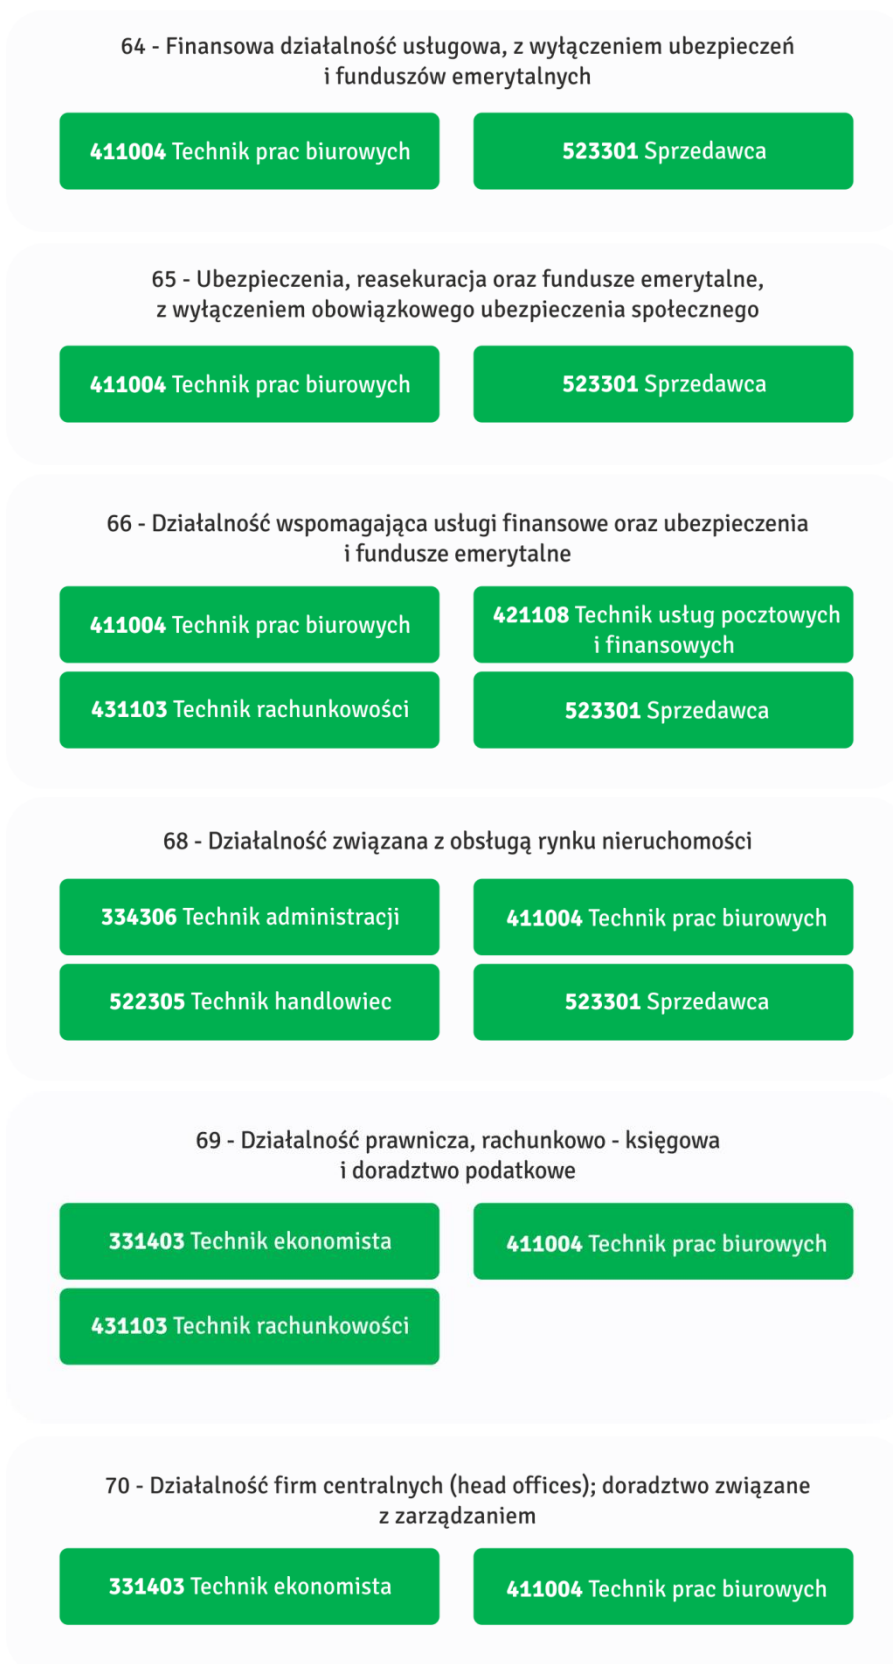 64 - Finansowa działalność usługowa, z wyłączeniem ubezpieczeń
i funduszów emerytalnych
411004 Technik prac biurowych
523301 Sprzedawca
65 - Ubezpieczenia, reasekuracja oraz fundusze emerytalne,
z wyłączeniem obowiązkowego ubezpieczenia społecznego
411004 Technik prac biurowych
523301 Sprzedawca
66 - Działalność wspomagająca usługi finansowe oraz ubezpieczenia
i fundusze emerytalne
411004 Technik prac biurowych
421108 Technik usług pocztowych
i finansowych
431103 Technik rachunkowości
523301 Sprzedawca
68 - Działalność związana z obsługą rynku nieruchomości
334306 Technik administracji
411004 Technik prac biurowych
522305 Technik handlowiec
523301 Sprzedawca
69 - Działalność prawnicza, rachunkowo - księgowa
i doradztwo podatkowe
331403 Technik ekonomista
411004 Technik prac biurowych
431103 Technik rachunkowości
70 - Działalność firm centralnych (head offices); doradztwo związane
z zarządzaniem
331403 Technik ekonomista
411004 Technik prac biurowych